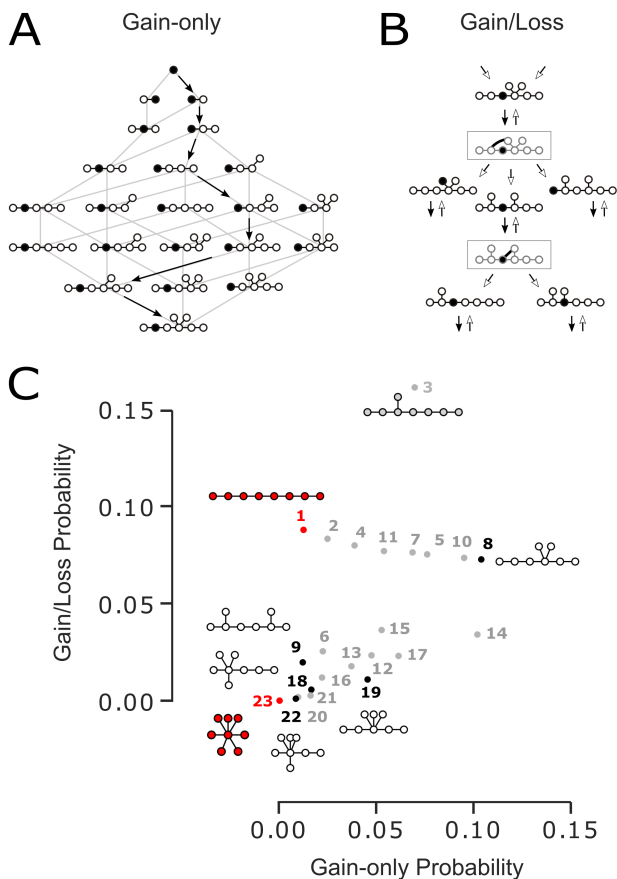 A Gain-only B Gain/Loss
C
0.15
0.10
0.05
0.00
Gain/Loss Probability
3
1
2 4 11 7 5 10 8
15 14
9 6 13 17
18 16 12 19
23 21
22 20
0.00 0.05 0.10 0.15
Gain-only Probability